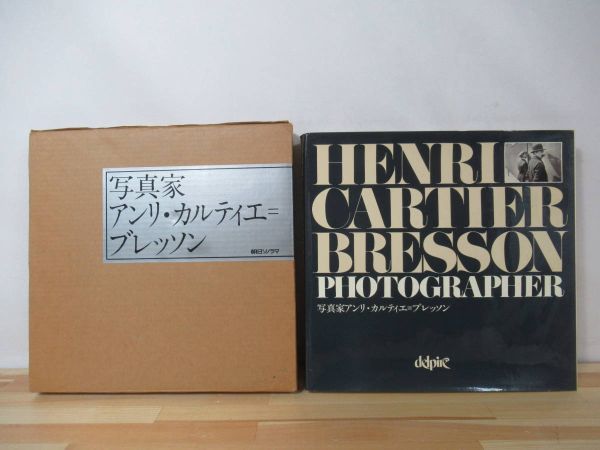 写真家
アンリ・カルティエ=
ブレッソン
朝日ソノラマ
HENRI
CARTIER
BRESSON
PHOTOGRAPHER
写真家アンリ・カルティエ=ブレッソン
delpire